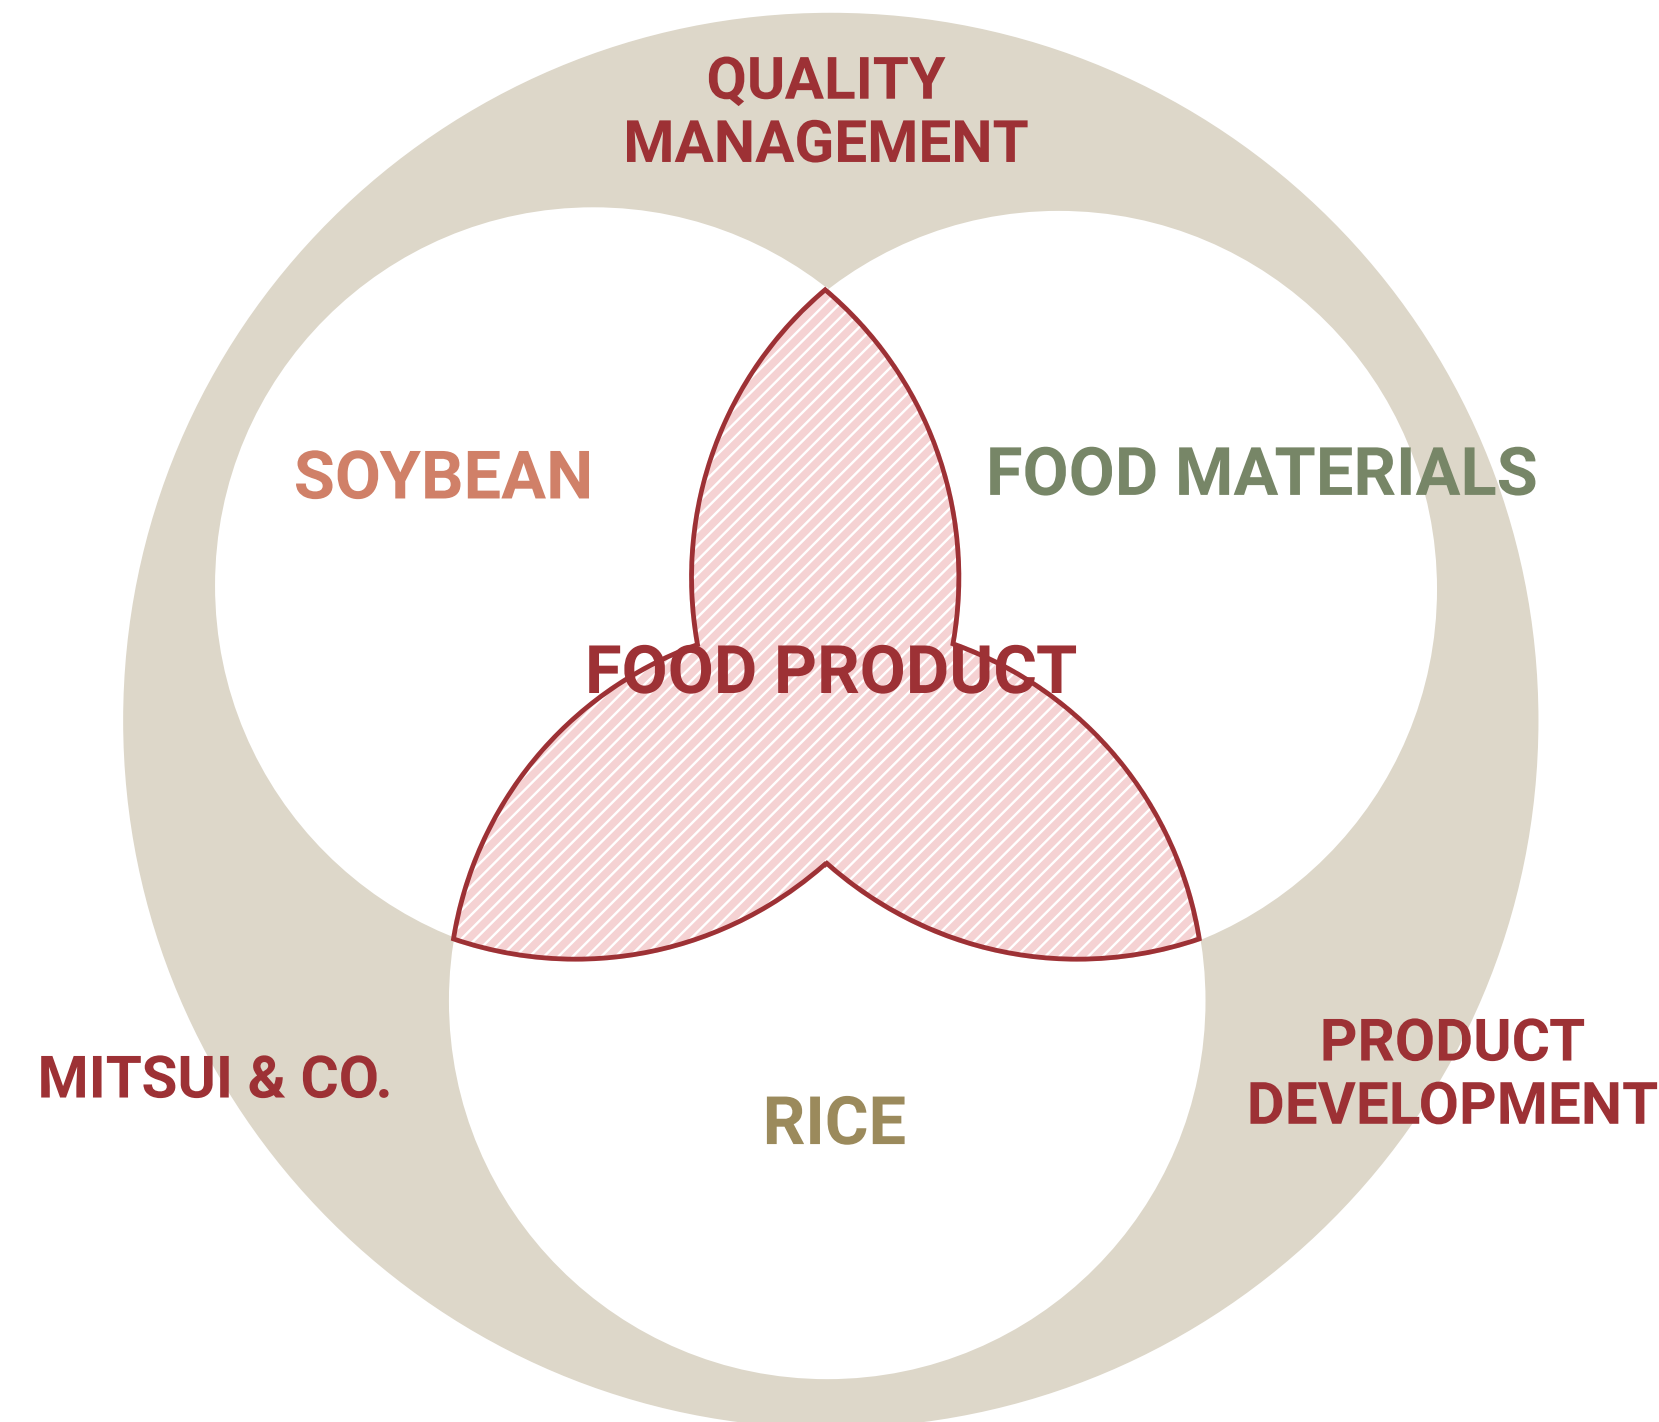 QUALITY
MANAGEMENT
SOYBEAN
FOOD MATERIALS
FOOD PRODUCT
MITSUI & CO.
PRODUCT
DEVELOPMENT
RICE